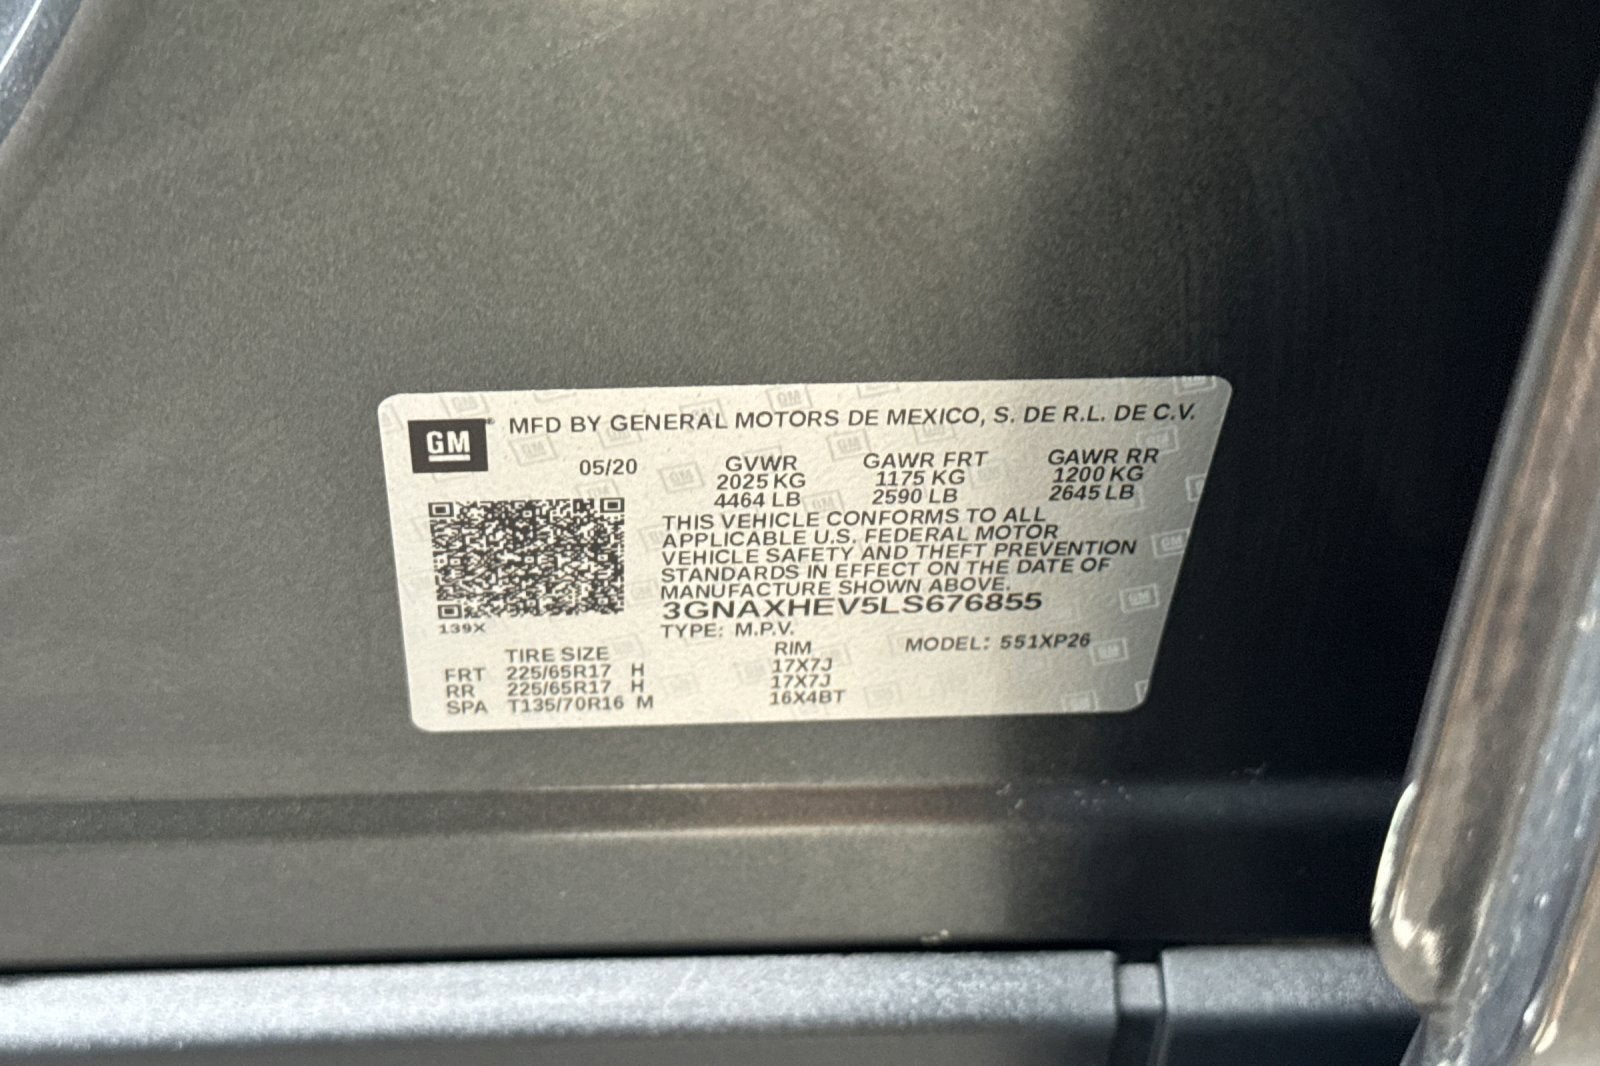 GM® MFD BY GENERAL MOTORS DE MEXICO, S. DE R.L. DE C.V.
05/20 GVWR GAWR FRT GAWR RR
2025 KG 1175 KG 1200 KG
4464 LB 2590 LB 2645 LB
THIS VEHICLE CONFORMS TO ALL
APPLICABLE U.S. FEDERAL MOTOR
VEHICLE SAFETY AND THEFT PREVENTION
STANDARDS IN EFFECT ON THE DATE OF
MANUFACTURE SHOWN ABOVE.
3GNAXHEV5LS676855
139X
TYPE: M.P.V. MODEL: 551XP26
TIRE SIZE RIM
FRT 225/65R17 H 17X7J
RR 225/65R17 H 17X7J
SPA T135/70R16 M 16X4BT